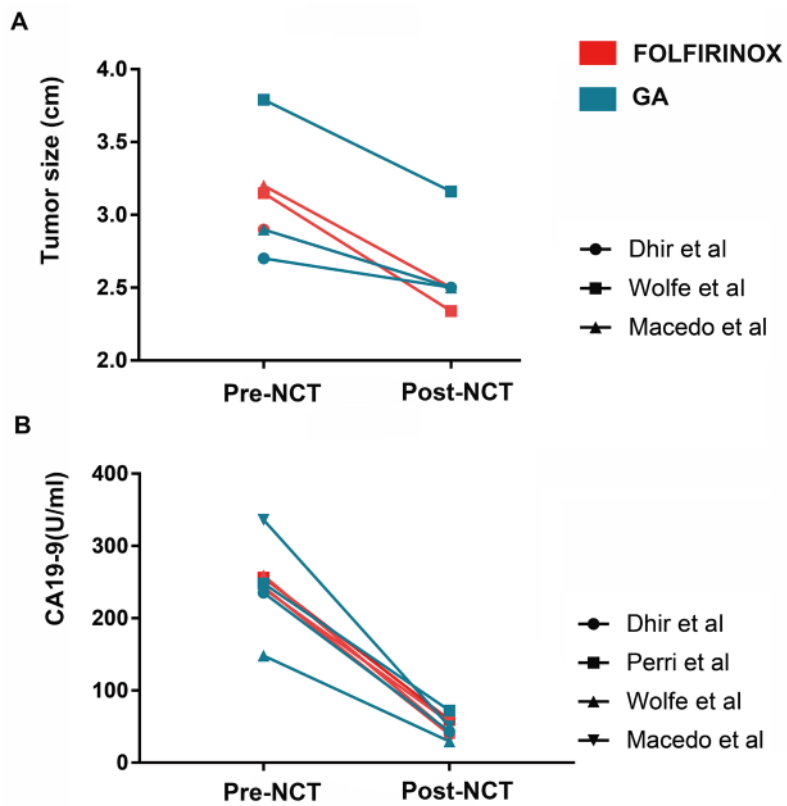 A
FOLFIRINOX
GA
Tumor size (cm)
4.0
3.5
3.0
2.5
2.0
Pre-NCT Post-NCT
Dhir et al
Wolfe et al
Macedo et al
B
CA19-9(U/ml)
400
300
200
100
0
Pre-NCT Post-NCT
Dhir et al
Perri et al
Wolfe et al
Macedo et al